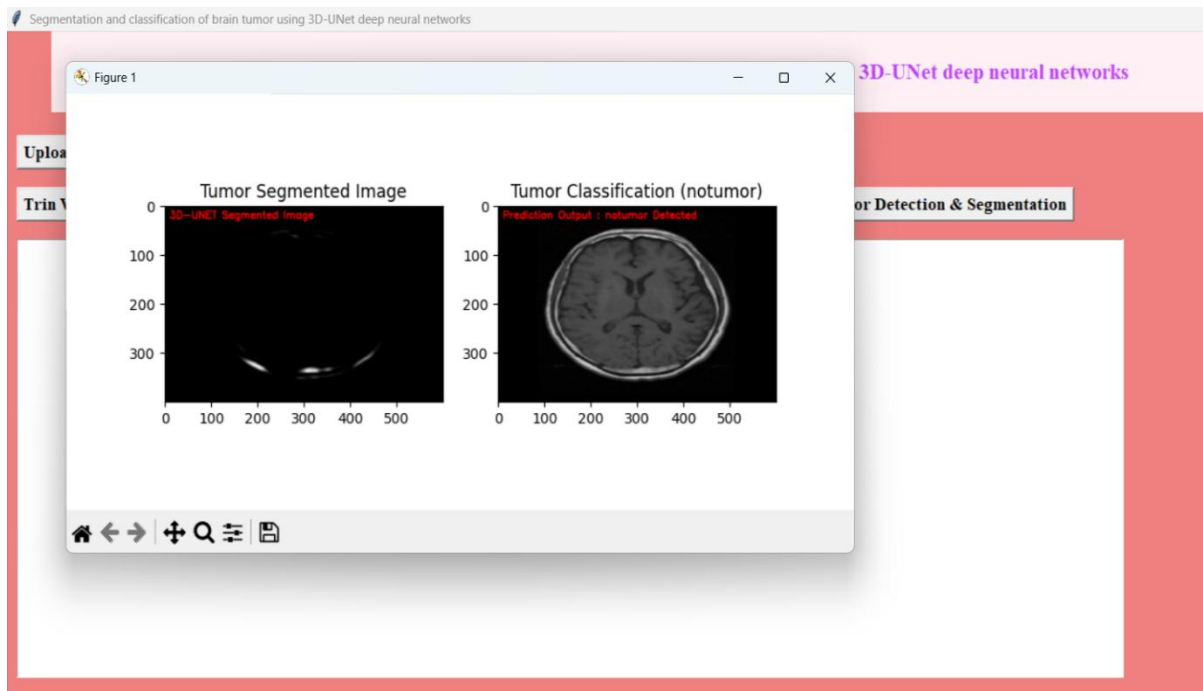 Segmentation and classification of brain tumor using 3D-UNet deep neural networks
3D-UNet deep neural networks
Figure 1
Uploa
Trin V
or Detection & Segmentation
Tumor Segmented Image
3D-UNET Segmented Image
0
100
200
300
0 100 200 300 400 500
Tumor Classification (notumor)
Prediction Output : notumor Detected
0
100
200
300
0 100 200 300 400 500